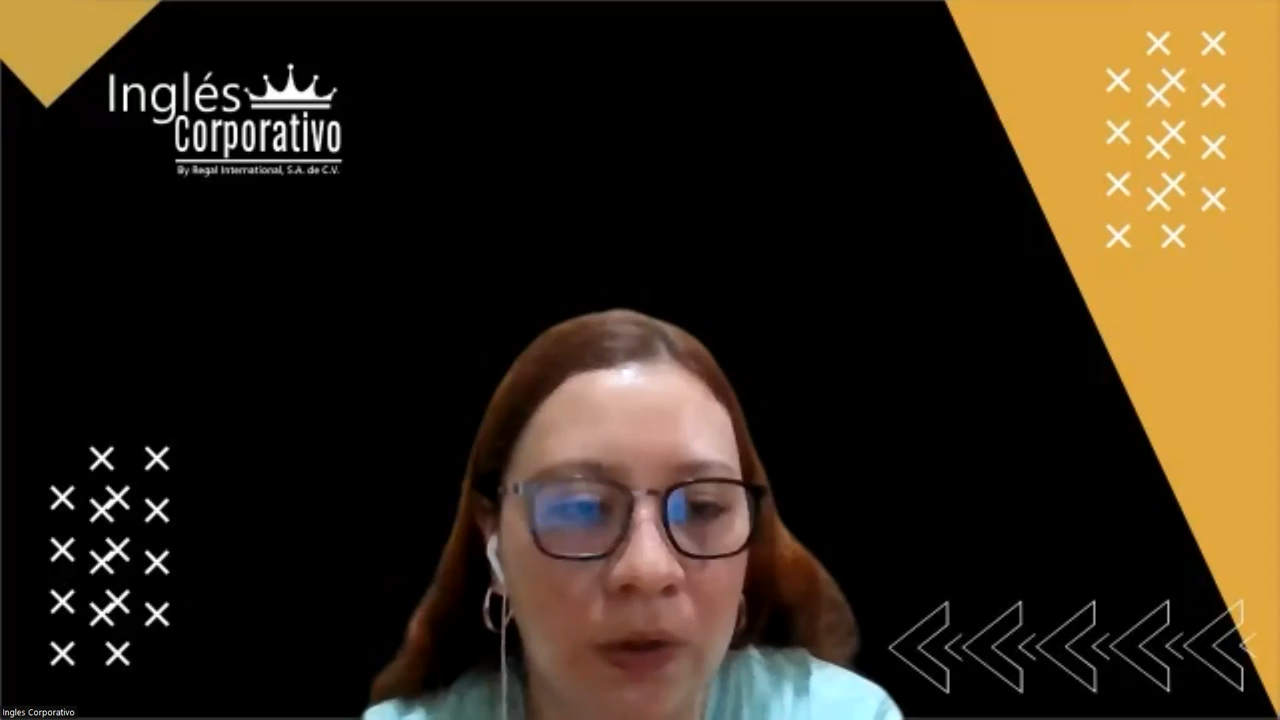 Inglés
Corporativo
By Regal International, S.A. de C.V.
Ingles Corporativo